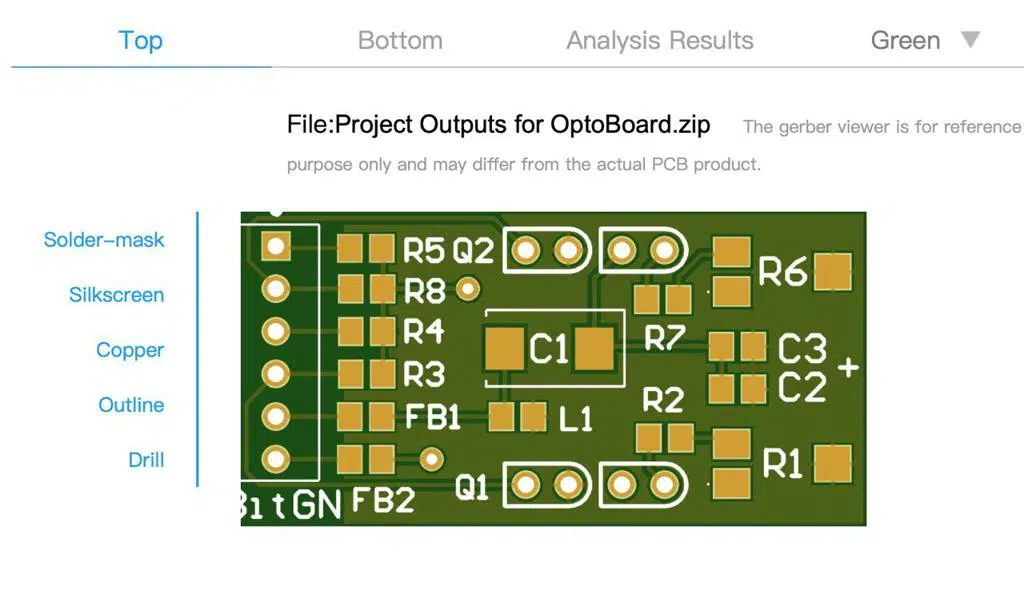 Top Bottom Analysis Results Green
File:Project Outputs for OptoBoard.zip The gerber viewer is for reference
purpose only and may differ from the actual PCB product.
Solder-mask
Silkscreen
Copper
Outline
Drill
R5 Q2
R8
R6
R4
C1
R7
C3
R3
C2
+
R2
FB1
L1
R1
Q1
BitGN FB2